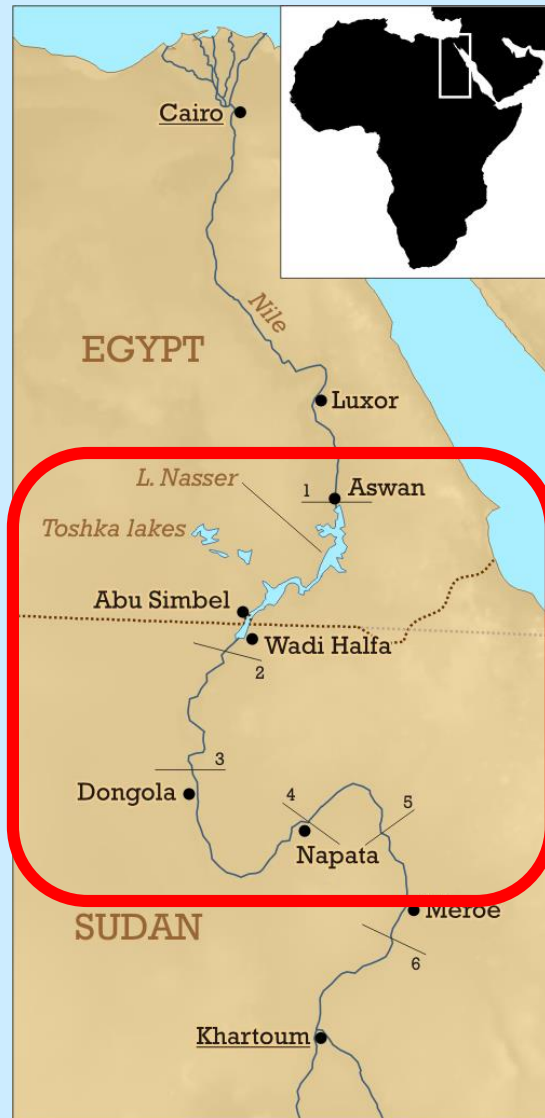 Cairo
Nile
EGYPT
Luxor
L. Nasser
1
Aswan
Toshka lakes
Abu Simbel
Wadi Halfa
2
3
Dongola
4
5
Napata
Meroe
SUDAN
6
Khartoum